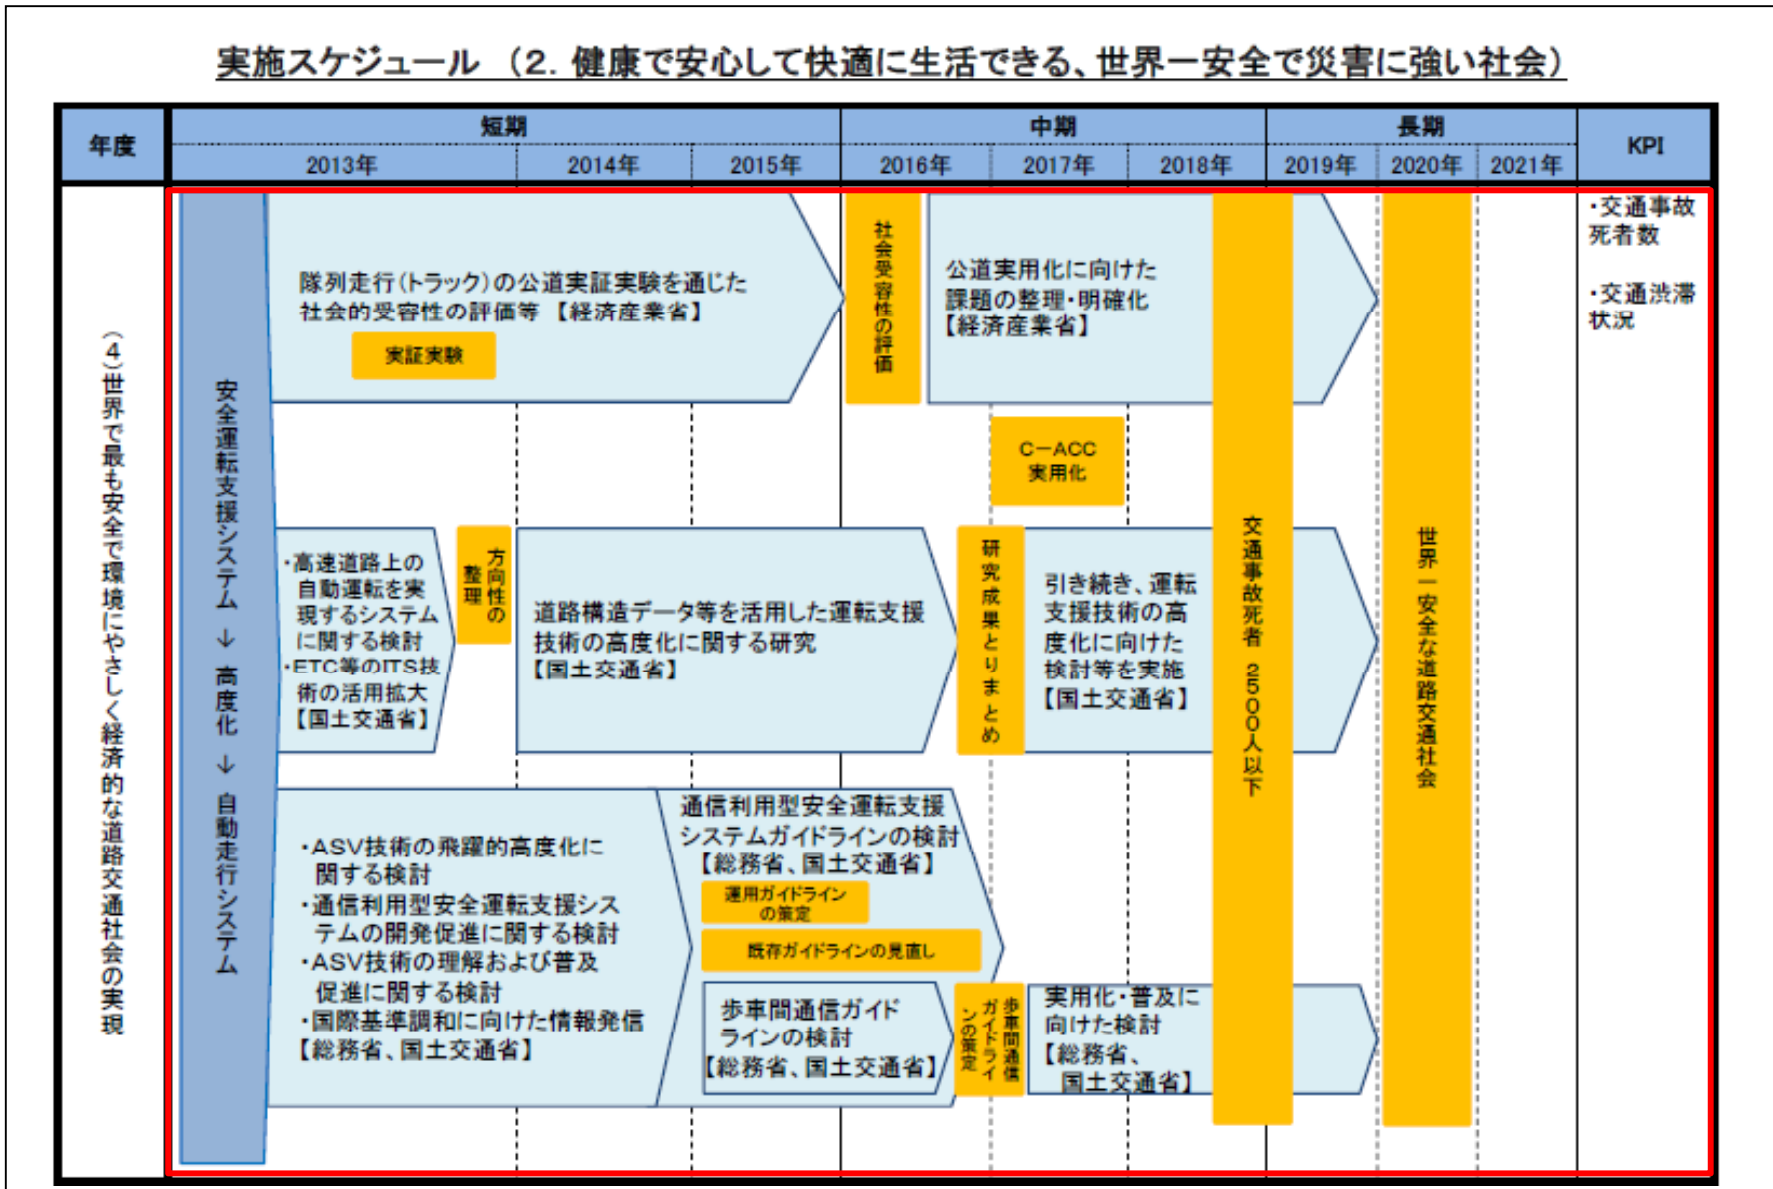 実施スケジュール （２．健康で安心して快適に生活できる、世界一安全で災害に強い社会）
年度
短期
中期
長期
KPI
2013年
2014年
2015年
2016年
2017年
2018年
2019年
2020年
2021年
（４）世界で最も安全で環境にやさしく経済的な道路交通社会の実現
安全運転支援システム → 高度化 → 自動走行システム
隊列走行（トラック）の公道実証実験を通じた
社会的受容性の評価等 【経済産業省】
実証実験
社会受容性の評価
公道実用化に向けた
課題の整理・明確化
【経済産業省】
・交通事故
死者数
・交通渋滞
状況
C－ACC
実用化
・高速道路上の
自動運転を実
現するシステム
に関する検討
・ETC等のITS技
術の活用拡大
【国土交通省】
方向性の
整理
道路構造データ等を活用した運転支援
技術の高度化に関する研究
【国土交通省】
研究成果とりまとめ
引き続き、運転
支援技術の高
度化に向けた
検討等を実施
【国土交通省】
交通事故死者 2500人以下
世界一安全な道路交通社会
・ASV技術の飛躍的高度化に
関する検討
・通信利用型安全運転支援シス
テムの開発促進に関する検討
・ASV技術の理解および普及
促進に関する検討
・国際基準調和に向けた情報発信
【総務省、国土交通省】
通信利用型安全運転支援
システムガイドラインの検討
【総務省、国土交通省】
運用ガイドライン
の策定
既存ガイドラインの見直し
歩車間通信ガイド
ラインの検討
【総務省、国土交通省】
歩車間通信
ガイドライ
ンの策定
実用化・普及に
向けた検討
【総務省、
国土交通省】